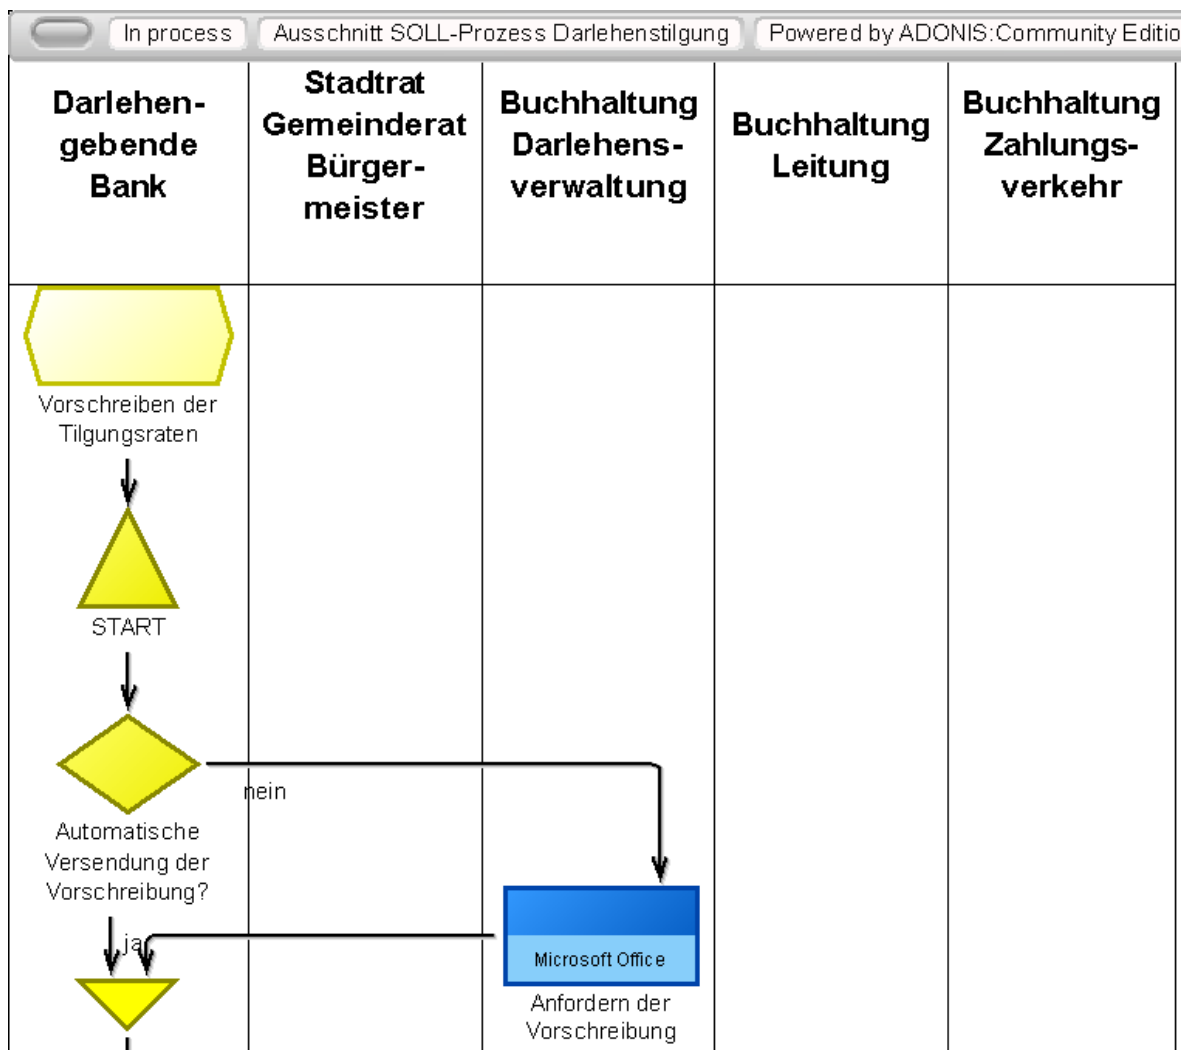 In process
Ausschnitt SOLL-Prozess Darlehenstilgung
Powered by ADONIS:Community Editio
Darlehen-
gebende
Bank
Stadtrat
Gemeinderat
Bürger-
meister
Buchhaltung
Darlehens-
verwaltung
Buchhaltung
Leitung
Buchhaltung
Zahlungs-
verkehr
Vorschreiben der
Tilgungsraten
START
nein
Automatische
Versendung der
Vorschreibung?
ja
Microsoft Office
Anfordern der
Vorschreibung